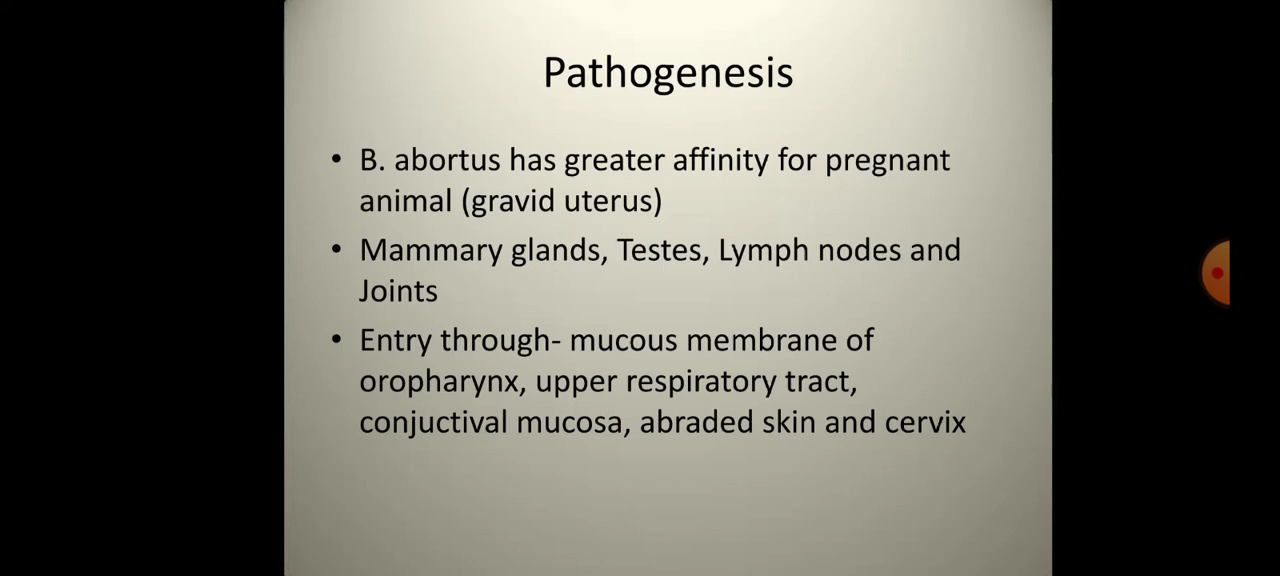 Pathogenesis
• B. abortus has greater affinity for pregnant
animal (gravid uterus)
• Mammary glands, Testes, Lymph nodes and
Joints
• Entry through- mucous membrane of
oropharynx, upper respiratory tract,
conjuctival mucosa, abraded skin and cervix